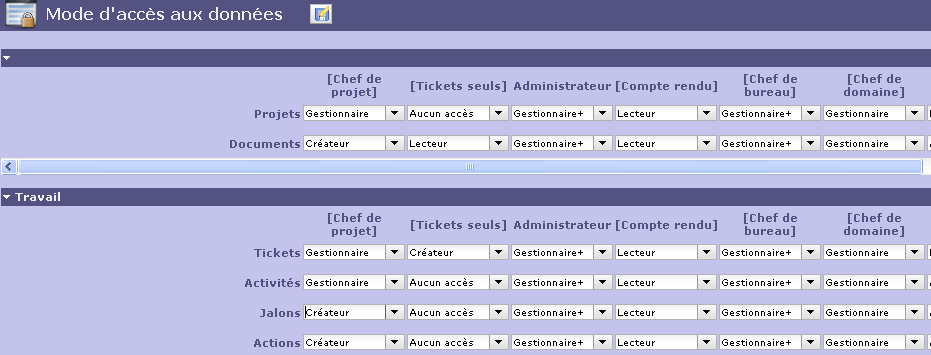 Mode d'accès aux données
[Chef de projet] [Tickets seuls] Administrateur [Compte rendu] [Chef de bureau] [Chef de domaine]
Projets Gestionnaire Aucun accès Gestionnaire+ Lecteur Gestionnaire+ Gestionnaire
Documents Créateur Lecteur Gestionnaire+ Lecteur Gestionnaire+ Gestionnaire
Travail
[Chef de projet] [Tickets seuls] Administrateur [Compte rendu] [Chef de bureau] [Chef de domaine]
Tickets Gestionnaire Créateur Gestionnaire+ Lecteur Gestionnaire+ Gestionnaire
Activités Gestionnaire Aucun accès Gestionnaire+ Lecteur Gestionnaire+ Gestionnaire
Jalons Créateur Aucun accès Gestionnaire+ Lecteur Gestionnaire+ Gestionnaire
Actions Créateur Aucun accès Gestionnaire+ Lecteur Gestionnaire+ Gestionnaire